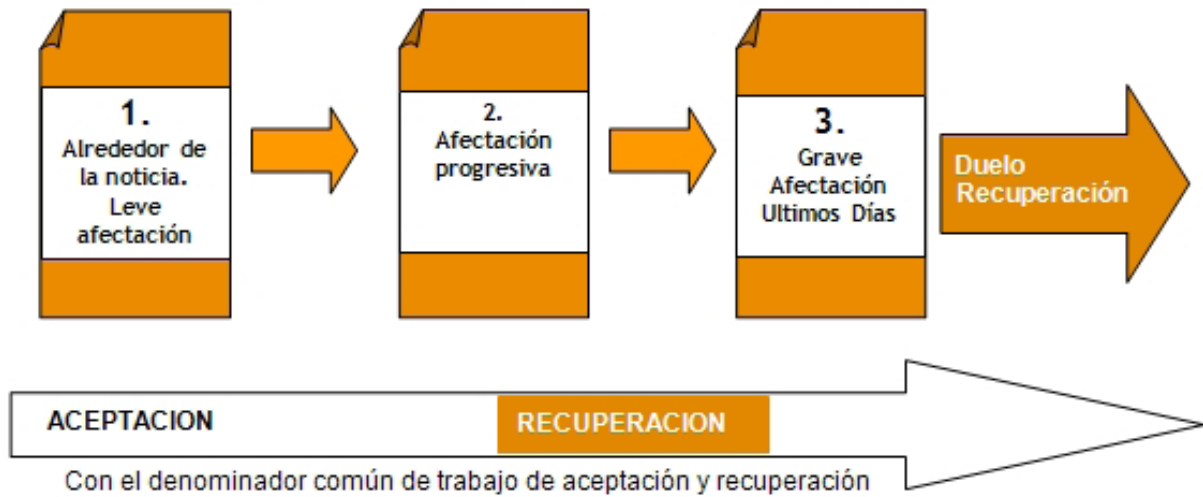 1.
Alrededor de
la noticia.
Leve
afectación
2.
Afectación
progresiva
3.
Grave
Afectación
Ultimos Días
Duelo
Recuperación
ACEPTACION
RECUPERACION
Con el denominador común de trabajo de aceptación y recuperación